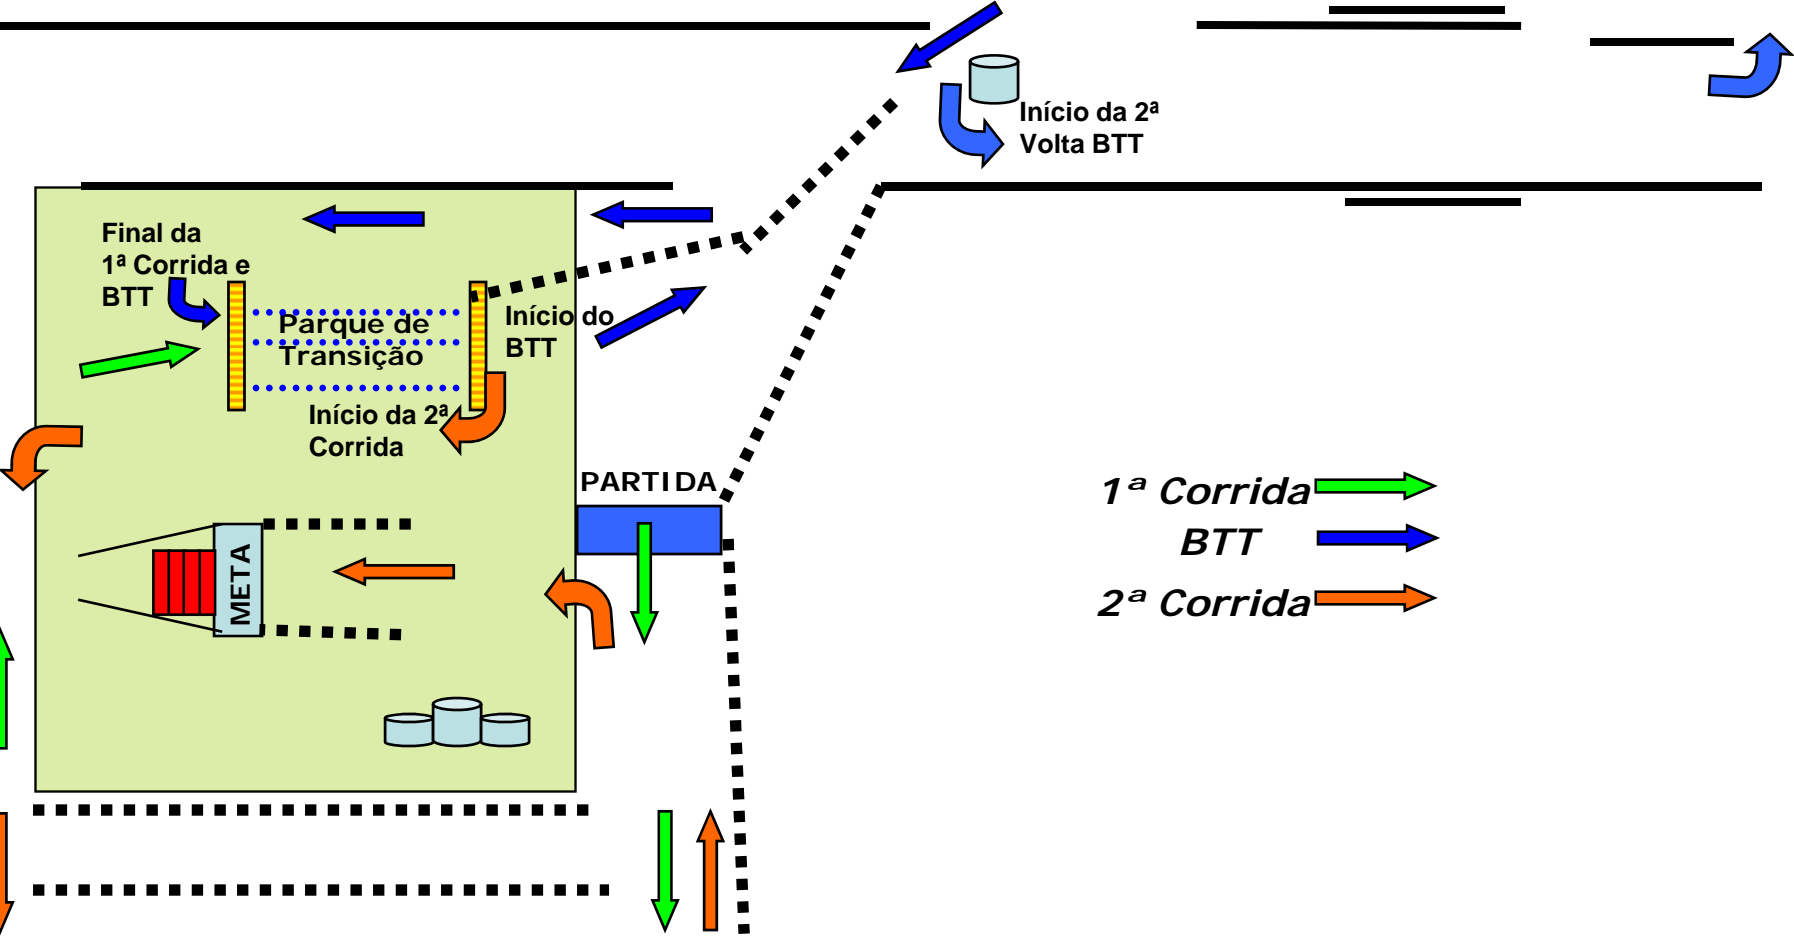 Início da 2ª
Volta BTT
Final da
1ª Corrida e
BTT
Parque de
Transição
Início do
BTT
Início da 2ª
Corrida
PARTIDA
META
1ª Corrida
BTT
2ª Corrida